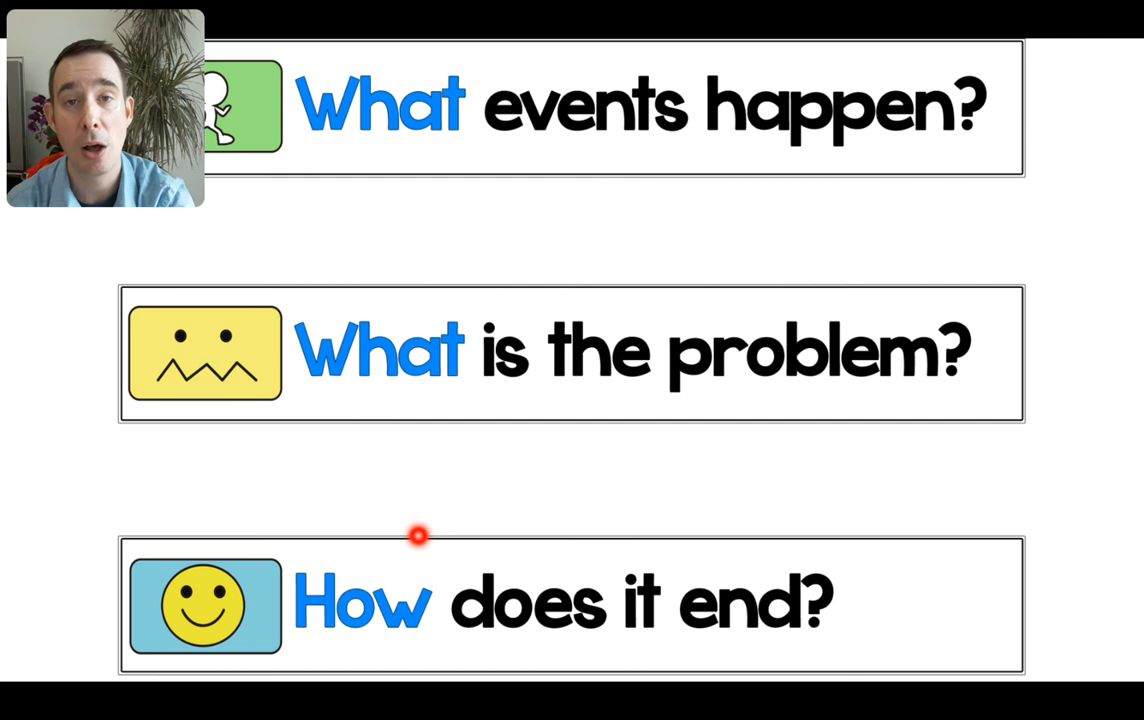 What events happen?
What is the problem?
How does it end?